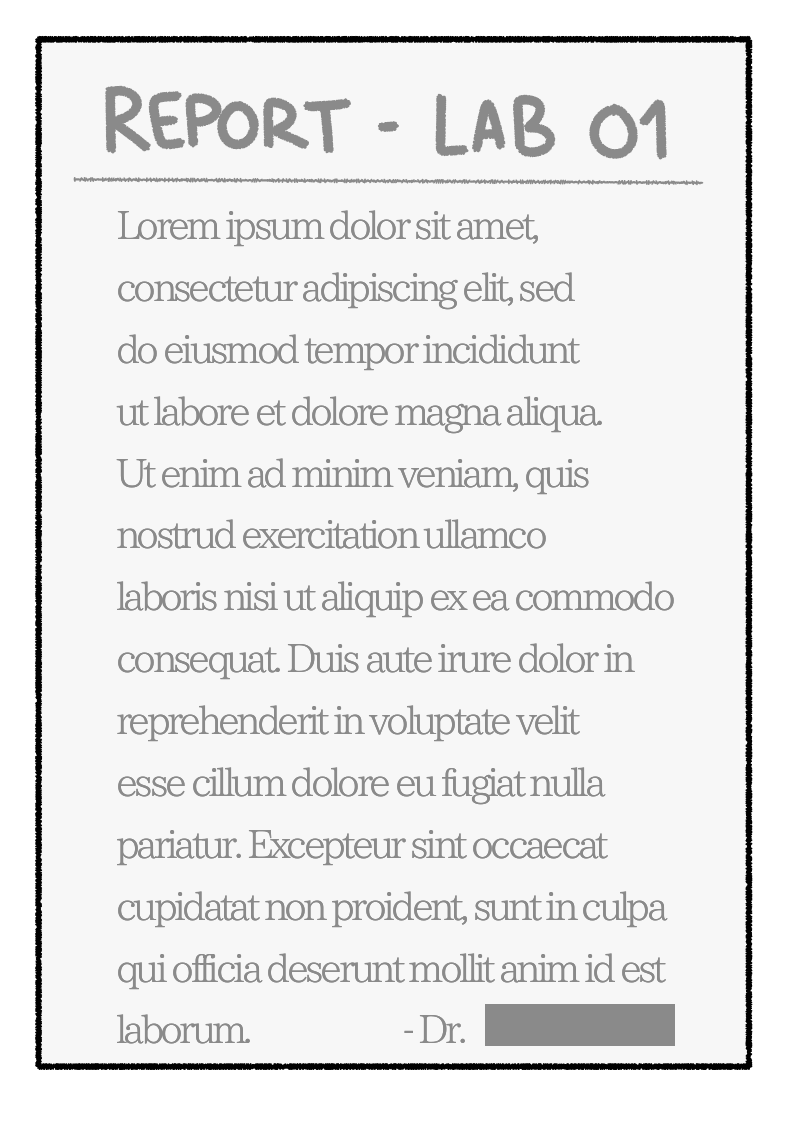 REPORT - LAB 01
Lorem ipsum dolor sit amet,
consectetur adipiscing elit, sed
do eiusmod tempor incididunt
ut labore et dolore magna aliqua.
Ut enim ad minim veniam, quis
nostrud exercitation ullamco
laboris nisi ut aliquip ex ea commodo
consequat. Duis aute irure dolor in
reprehenderit in voluptate velit
esse cillum dolore eu fugiat nulla
pariatur. Excepteur sint occaecat
cupidatat non proident, sunt in culpa
qui officia deserunt mollit anim id est
laborum. - Dr.